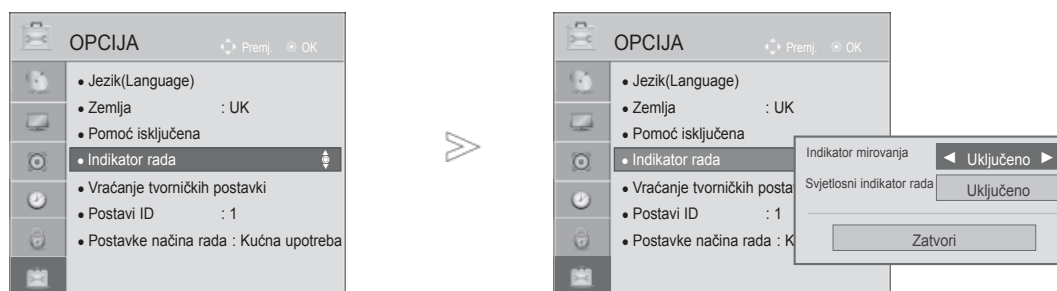 OPCIJA
Premj. OK
• Jezik(Language)
• Zemlja : UK
• Pomoć isključena
• Indikator rada
• Vraćanje tvorničkih postavki
• Postavi ID : 1
• Postavke načina rada : Kućna upotreba
OPCIJA
Premj. OK
• Jezik(Language)
• Zemlja : UK
• Pomoć isključena
• Indikator rada
• Vraćanje tvorničkih posta
• Postavi ID : 1
• Postavke načina rada : K
Indikator mirovanja ◄ Uključeno ►
Svjetlosni indikator rada Uključeno
Zatvori